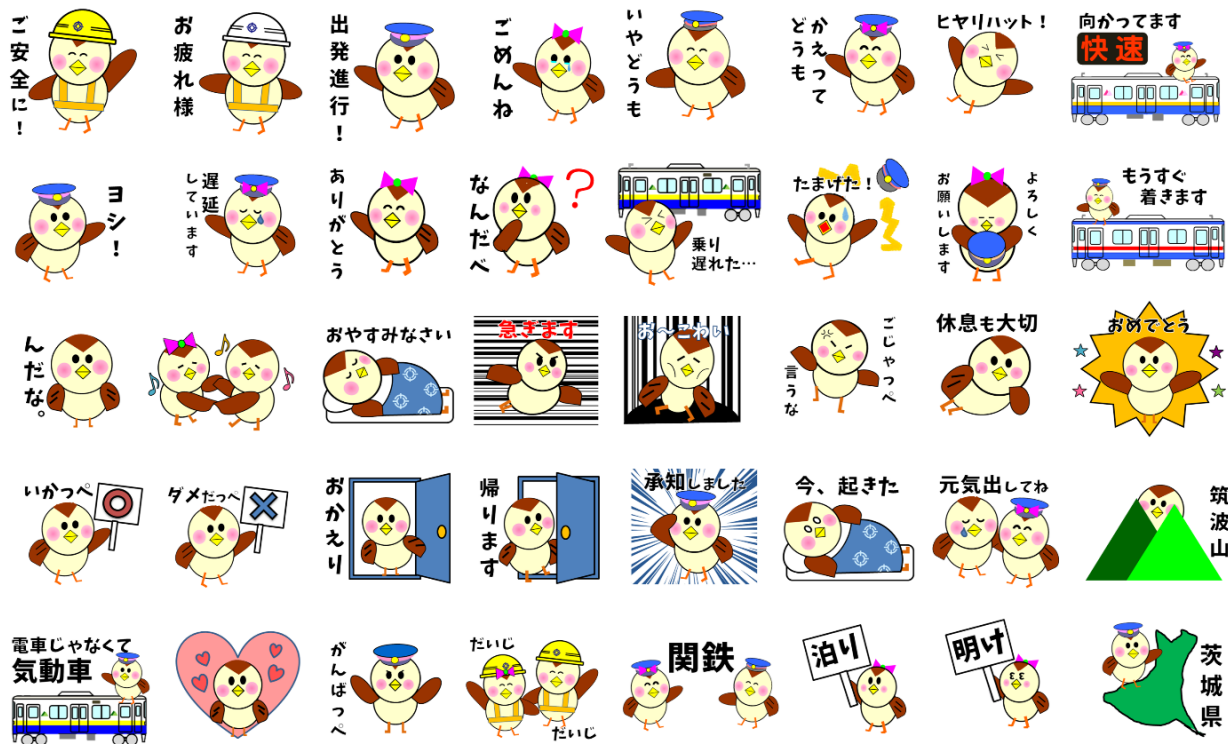 ご安全に！
お疲れ様
出発進行！
ごめんね
いやどうも
かえって
どうも
ヒヤリハット！
向かってます
快速
ヨシ！
遅延
しています
ありがとう
なんだべ
？
乗り
遅れた…
たまげた！
よろしく
お願いします
もうすぐ
着きます
んだな。
おやすみなさい
急ぎます
お〜こわい
ごじゃっぺ
言うな
休息も大切
おめでとう
いかっぺ
ダメだっぺ
おかえり
帰ります
承知しました
今、起きた
元気出してね
筑波山
電車じゃなくて
気動車
がんばっぺ
だいじ
だいじ
関鉄
泊り
明け
茨城県